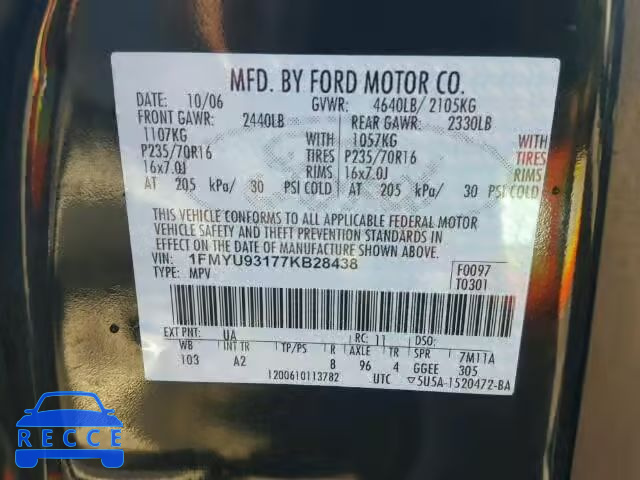 MFD. BY FORD MOTOR CO.
DATE: 10/06 GVWR: 4640LB/ 2105KG
FRONT GAWR: 2440LB REAR GAWR: 2330LB
1107KG WITH 1057KG WITH
P235/70R16 TIRES P235/70R16 TIRES
16x7.0J RIMS 16x7.0J RIMS
AT 205 kPa/ 30 PSI COLD AT 205 kPa/ 30 PSI COLD
THIS VEHICLE CONFORMS TO ALL APPLICABLE FEDERAL MOTOR
VEHICLE SAFETY AND THEFT PREVENTION STANDARDS IN
EFFECT ON THE DATE OF MANUFACTURE SHOWN ABOVE.
VIN: 1FMYU93177KB28438 F0097
TYPE: MPV T0301
EXT PNT: UA RC: 11 DSO:
WB INT TR TP/PS R AXLE TR SPR 7M11A
103 A2 8 96 4 GGEE 305
1200610113782 UTC 5U5A-1520472-BA
RECCE